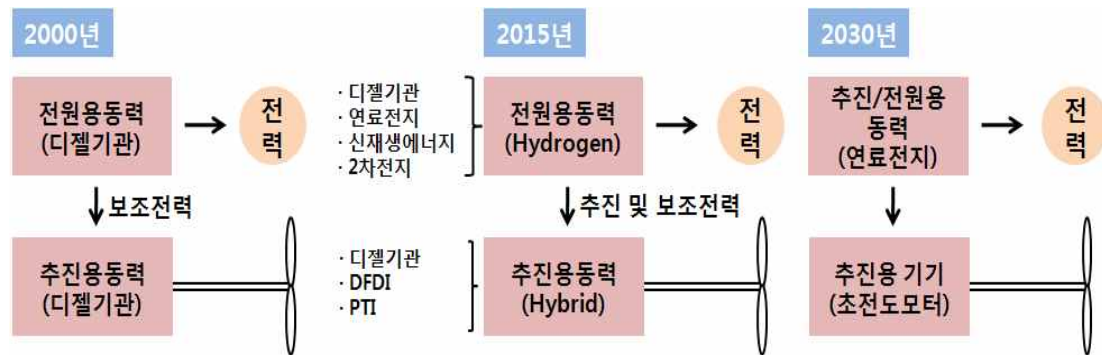 2000년
전원용동력
(디젤기관)
전
력
보조전력
추진용동력
(디젤기관)
2015년
· 디젤기관
· 연료전지
· 신재생에너지
· 2차전지
전원용동력
(Hydrogen)
전
력
추진 및 보조전력
· 디젤기관
· DFDI
· PTI
추진용동력
(Hybrid)
2030년
추진/전원용
동력
(연료전지)
전
력
추진용 기기
(초전도모터)